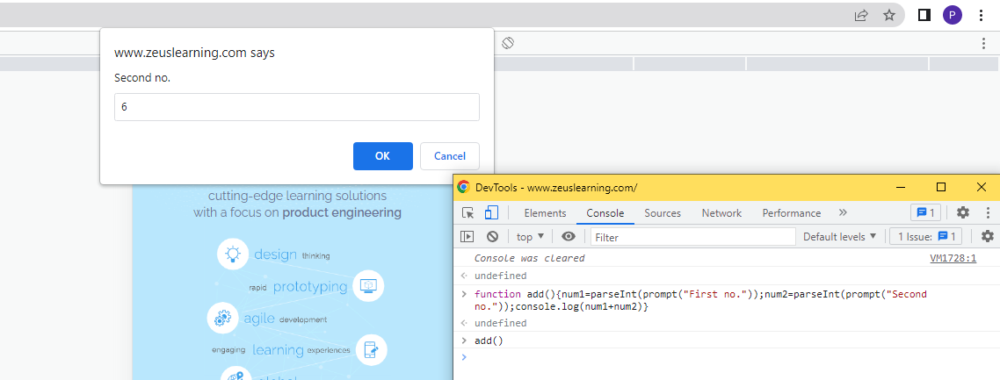 P
www.zeuslearning.com says
Second no.
6
OK
Cancel
cutting-edge learning solutions
with a focus on product engineering
design thinking
rapid prototyping
agile development
engaging learning experiences
DevTools - www.zeuslearning.com/
Elements Console Sources Network Performance » 1
top Filter Default levels 1 Issue: 1
Console was cleared VM1728:1
undefined
function add(){num1=parseInt(prompt("First no."));num2=parseInt(prompt("Second
no."));console.log(num1+num2)}
undefined
add()